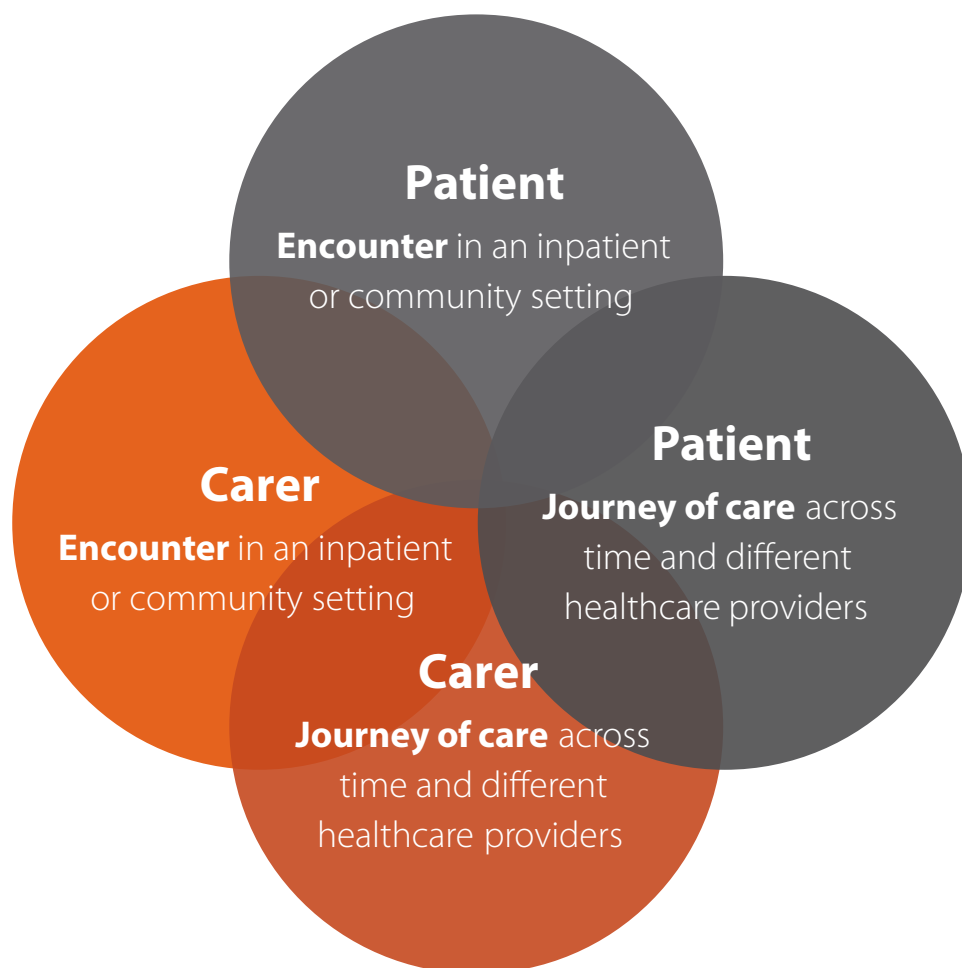 Patient
Encounter in an inpatient
or community setting
Carer
Encounter in an inpatient
or community setting
Patient
Journey of care across
time and different
healthcare providers
Carer
Journey of care across
time and different
healthcare providers